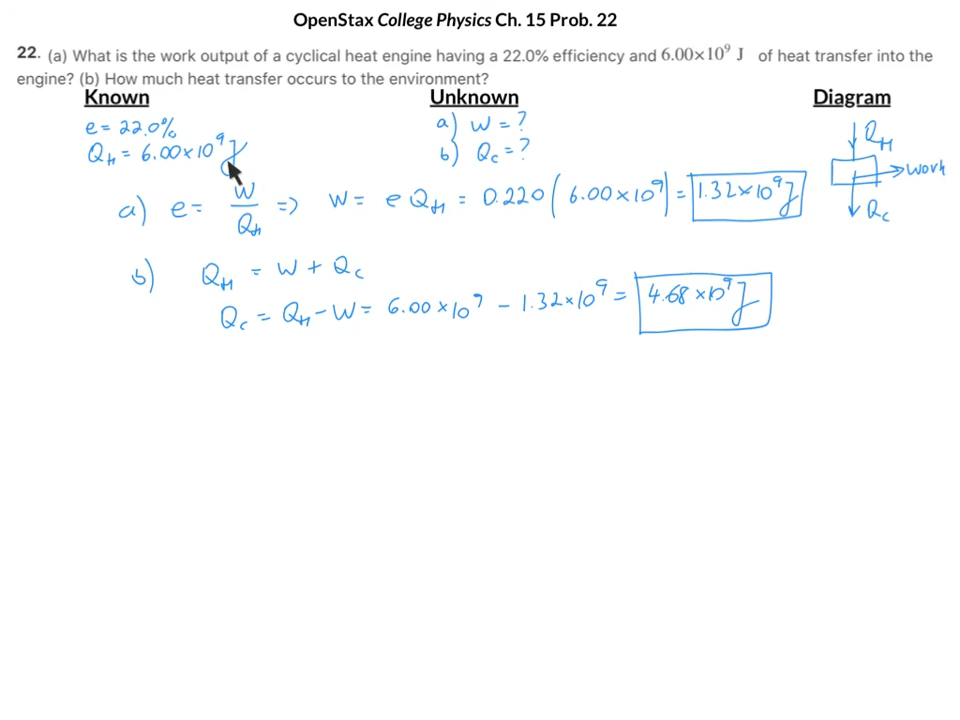 OpenStax College Physics Ch. 15 Prob. 22
22. (a) What is the work output of a cyclical heat engine having a 22.0% efficiency and 6.00×10⁹ J of heat transfer into the
engine? (b) How much heat transfer occurs to the environment?
Known Unknown Diagram
e = 22.0% a) W = ? Q_H
Q_H = 6.00×10⁹ J b) Q_c = ?
work
a) e = W/Q_H => W = e Q_H = 0.220(6.00×10⁹) = 1.32×10⁹ J Q_c
b) Q_H = W + Q_c
Q_c = Q_H − W = 6.00×10⁹ − 1.32×10⁹ = 4.68×10⁹ J